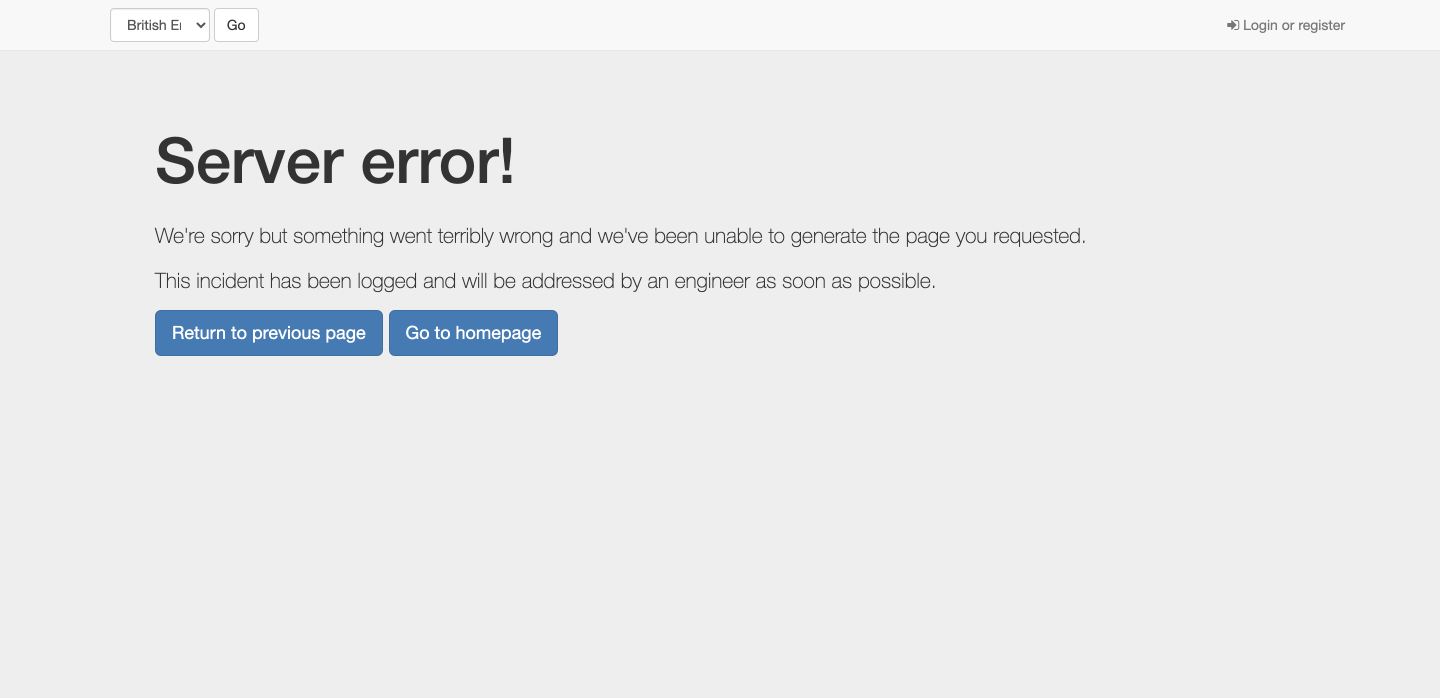 British E
Go
Login or register
Server error!
We're sorry but something went terribly wrong and we've been unable to generate the page you requested.
This incident has been logged and will be addressed by an engineer as soon as possible.
Return to previous page
Go to homepage